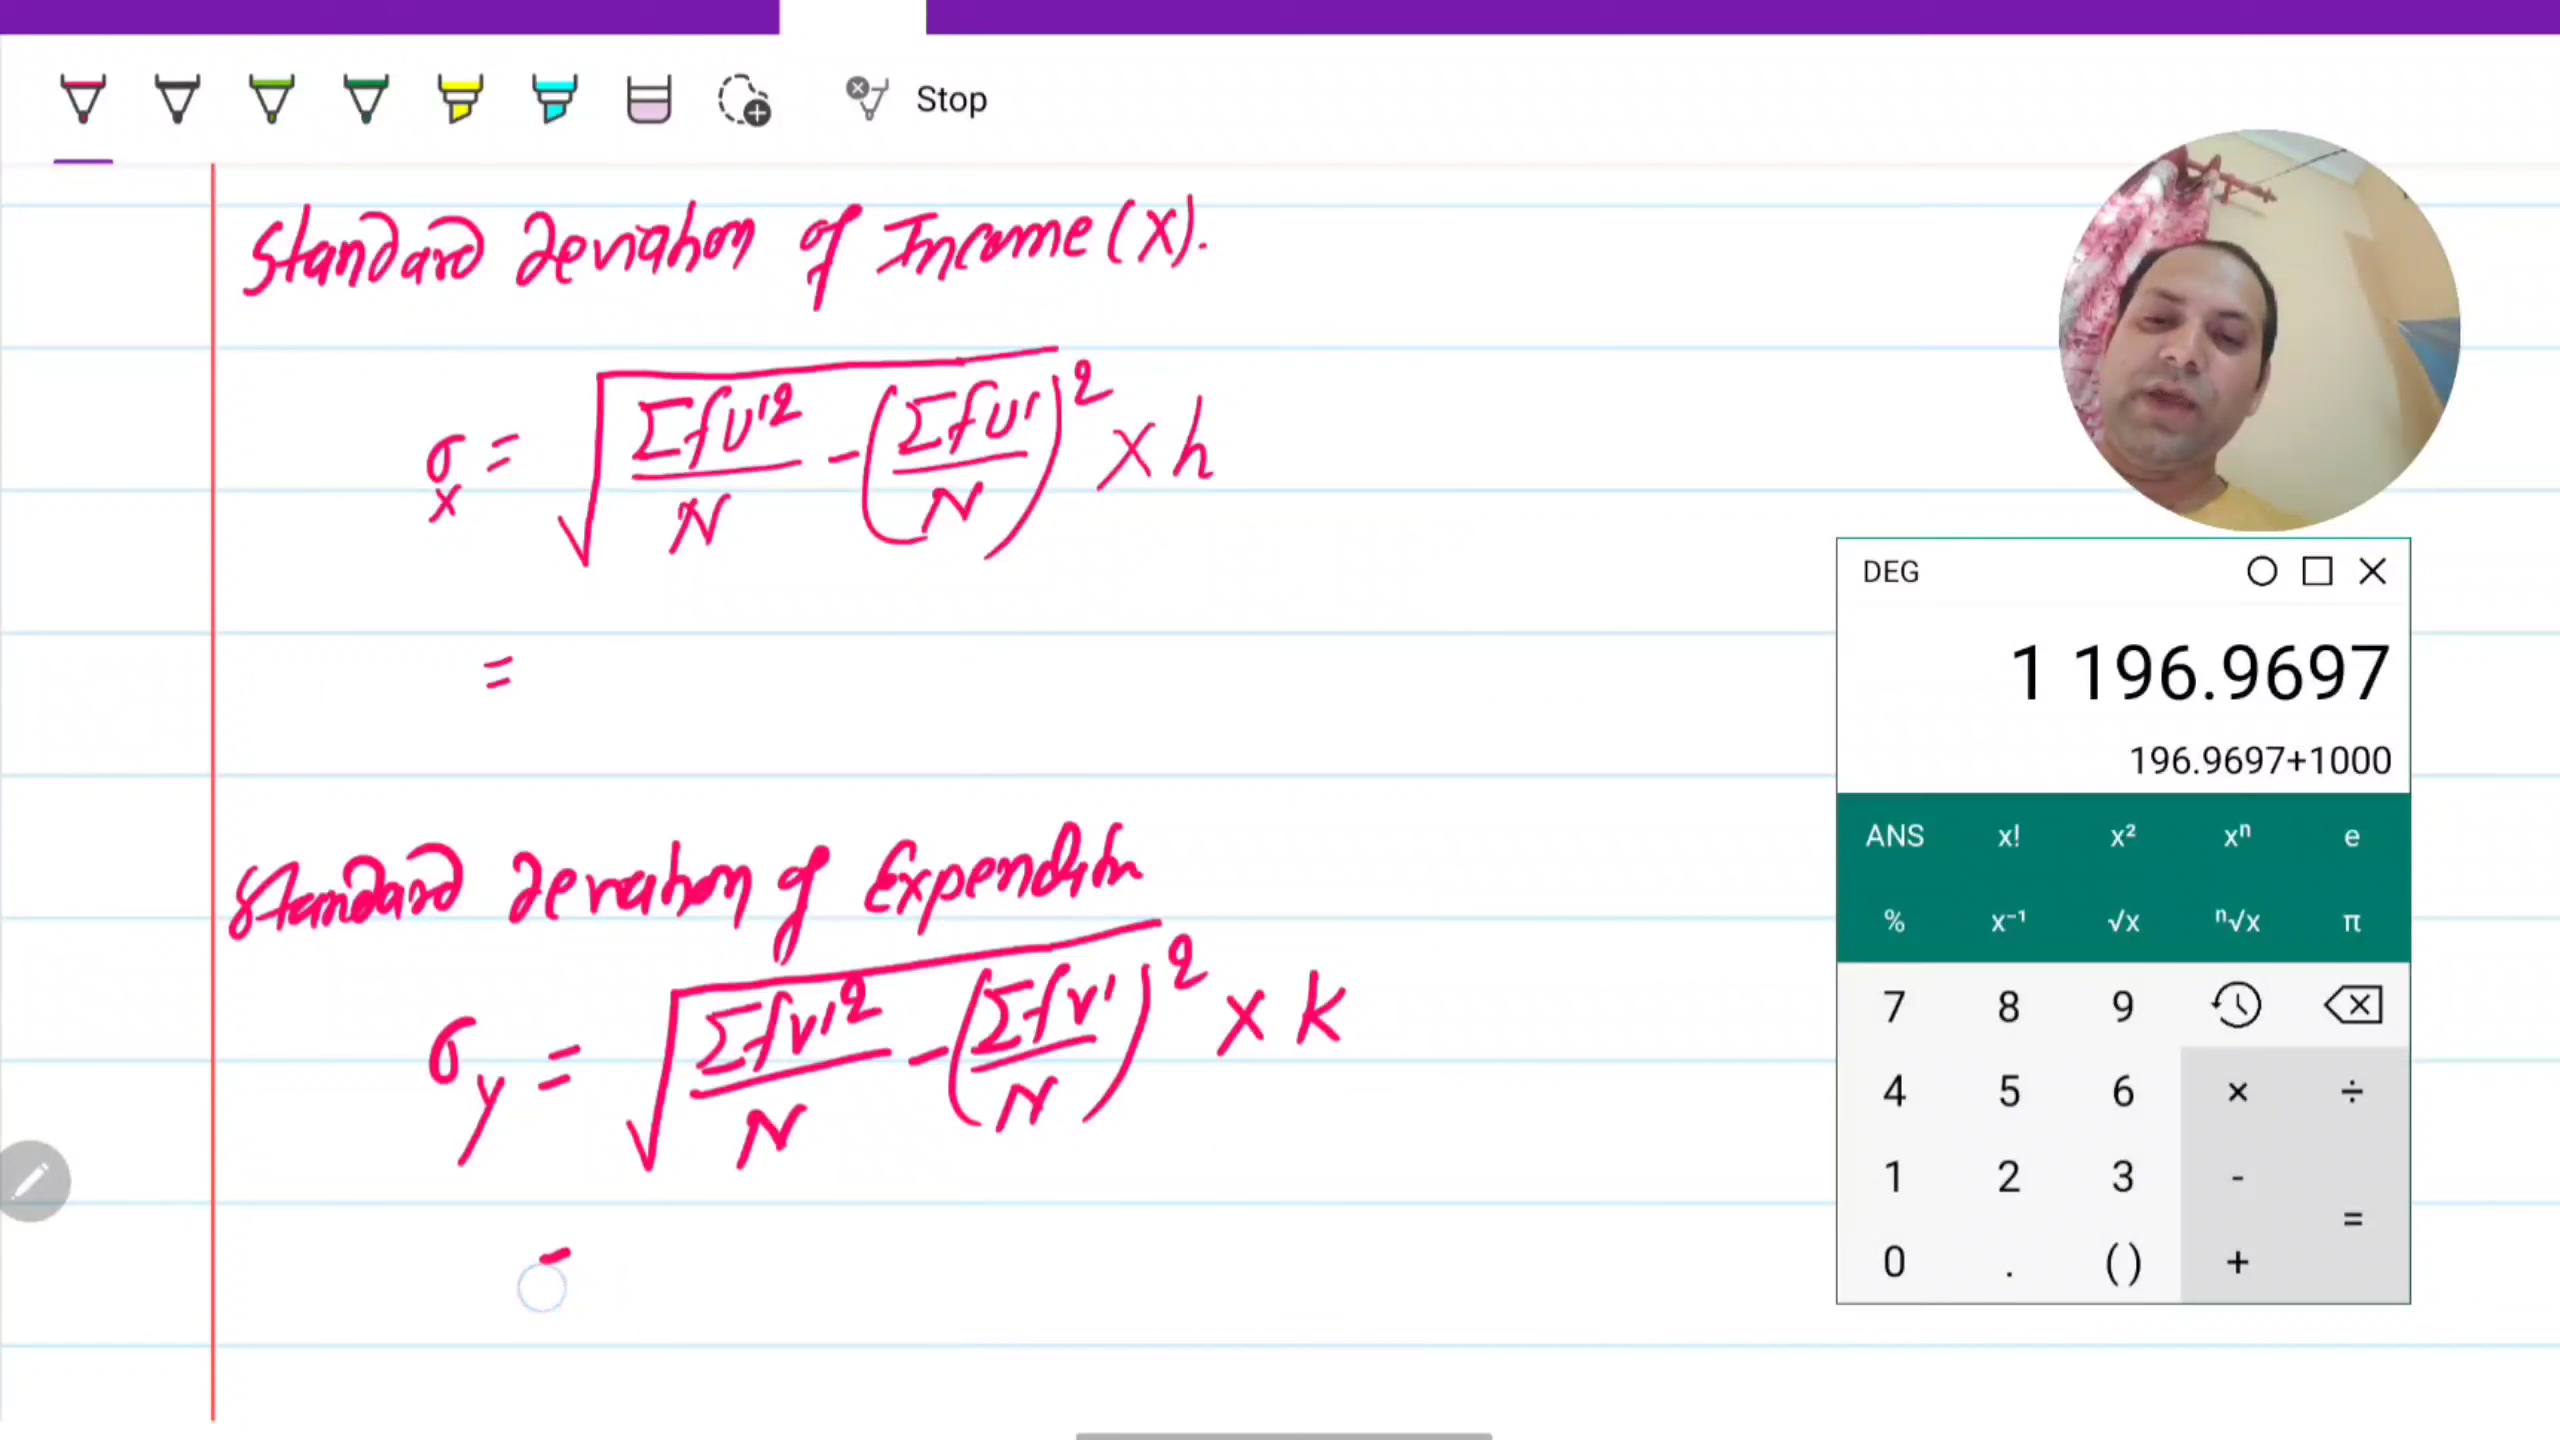 Stop
Standard Deviation of Income (X).
σx = √(Σfu'²/N - (Σfu'/N)²) × h
=
Standard Deviation of Expenditu
σy = √(Σfv'²/N - (Σfv'/N)²) × k
-
DEG
1 196.9697
196.9697+1000
ANS x! x² xⁿ e
% x⁻¹ √x ⁿ√x π
7 8 9
4 5 6 × ÷
1 2 3 - =
0 . ( ) +